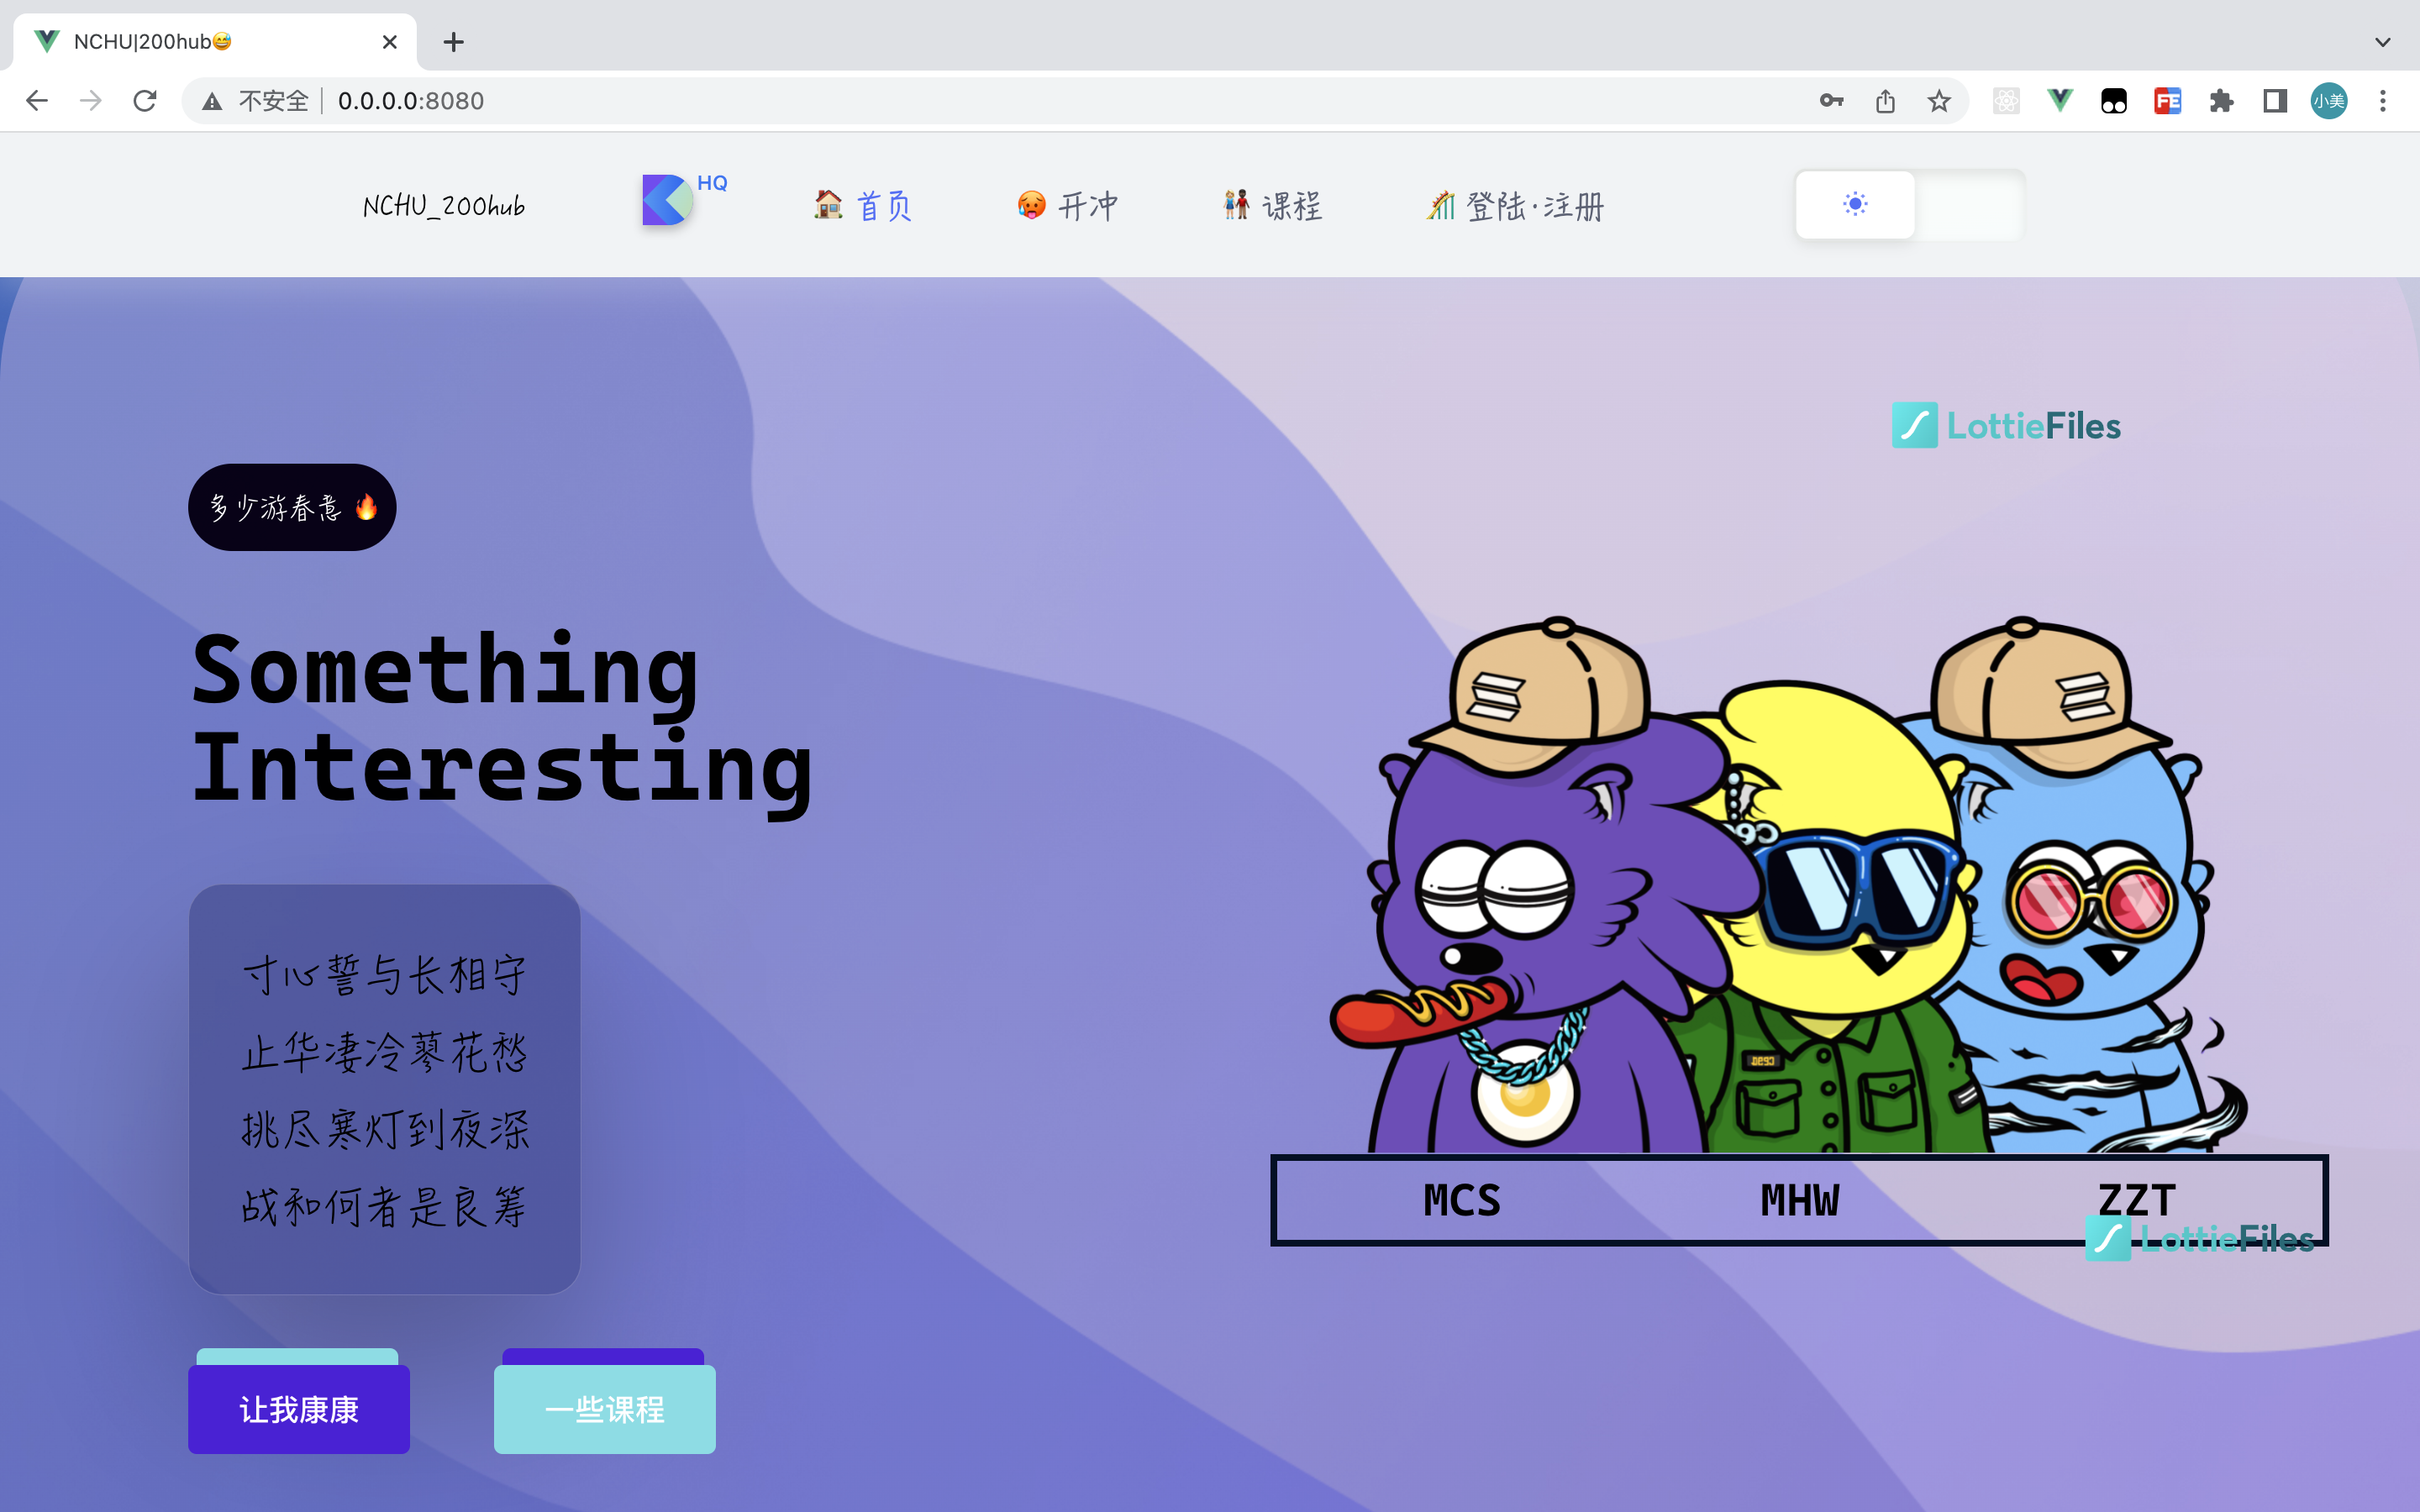 NCHU|200hub😅
不安全 0.0.0.0:8080
小美
NCHU_200hub
HQ
🏠 首页
🥵 开冲
👫 课程
🎢 登陆·注册
LottieFiles
多少游春意 🔥
Something
Interesting
寸心誓与长相守
止华凄冷蓼花愁
挑尽寒灯到夜深
战和何者是良筹
MCS MHW ZZT
LottieFiles
让我康康
一些课程